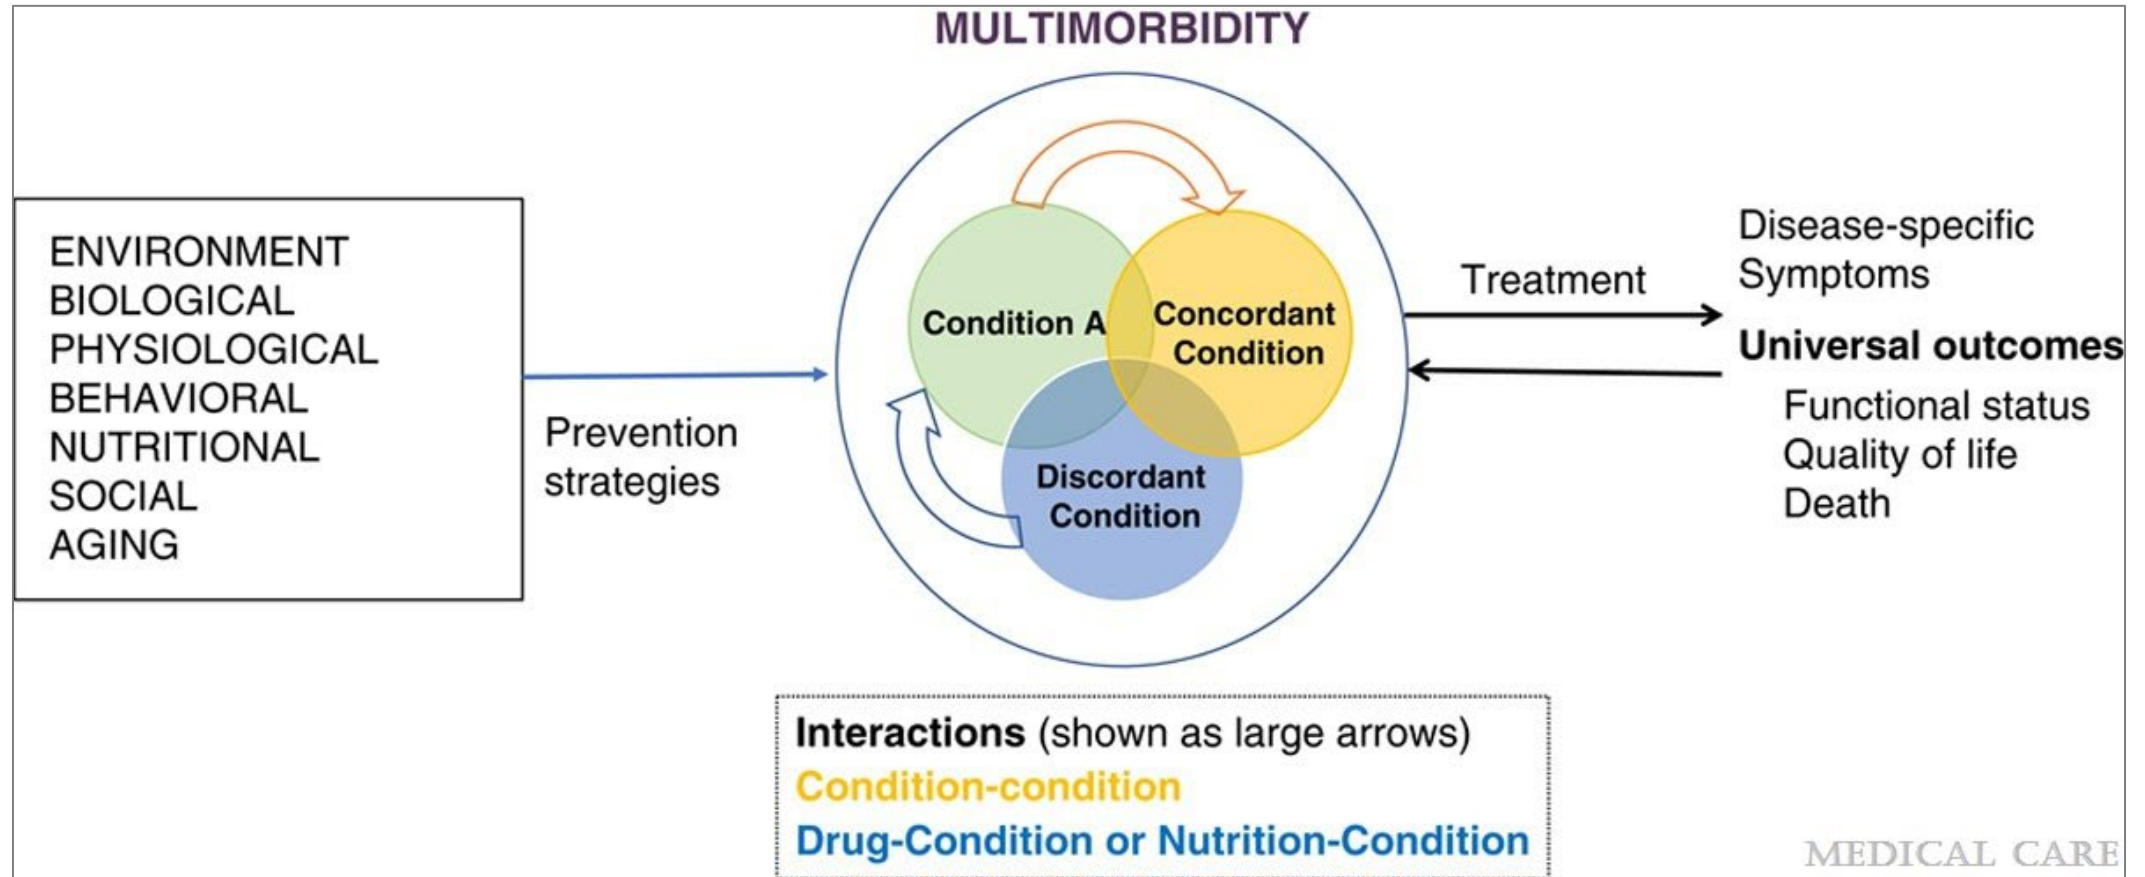 MULTIMORBIDITY
ENVIRONMENT
BIOLOGICAL
PHYSIOLOGICAL
BEHAVIORAL
NUTRITIONAL
SOCIAL
AGING
Prevention
strategies
Condition A
Concordant
Condition
Discordant
Condition
Treatment
Disease-specific
Symptoms
Universal outcomes
Functional status
Quality of life
Death
Interactions (shown as large arrows)
Condition-condition
Drug-Condition or Nutrition-Condition
MEDICAL CARE